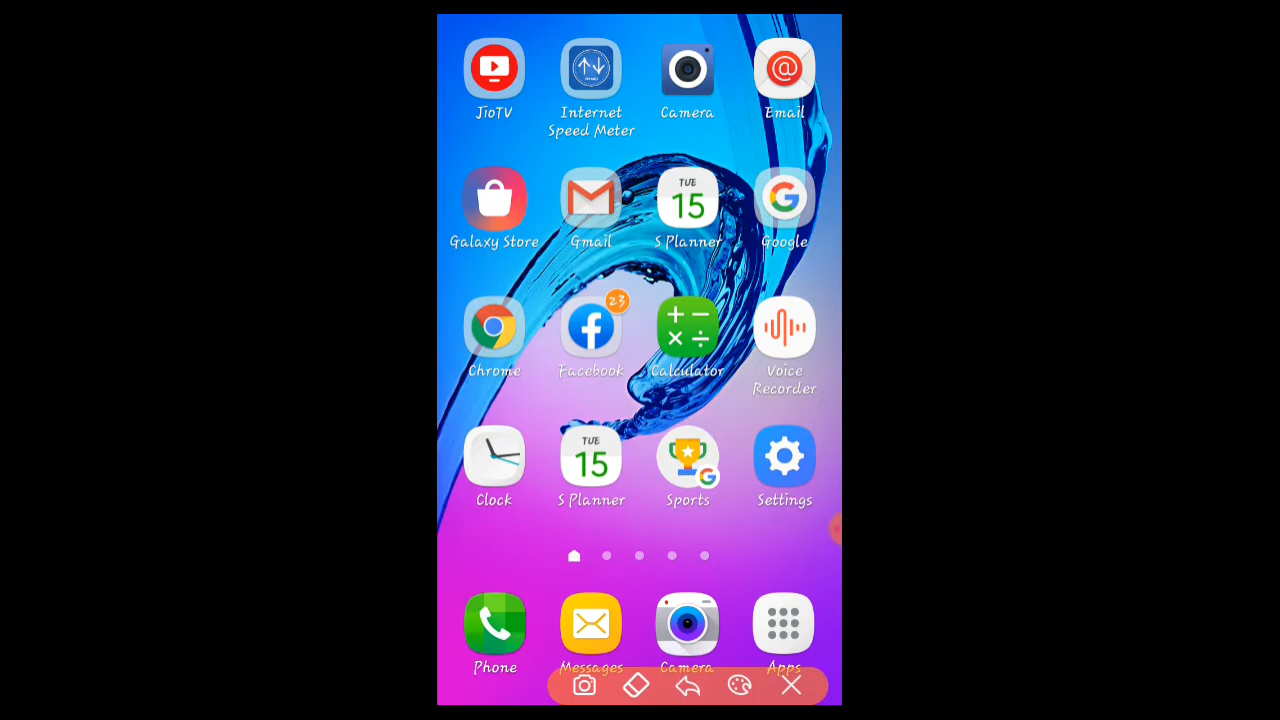 JioTV
Internet
Speed Meter
Camera
Email
Galaxy Store
Gmail
TUE
15
S Planner
Google
Chrome
23
Facebook
Calculator
Voice
Recorder
Clock
TUE
15
S Planner
Sports
Settings
Phone
Messages
Camera
Apps